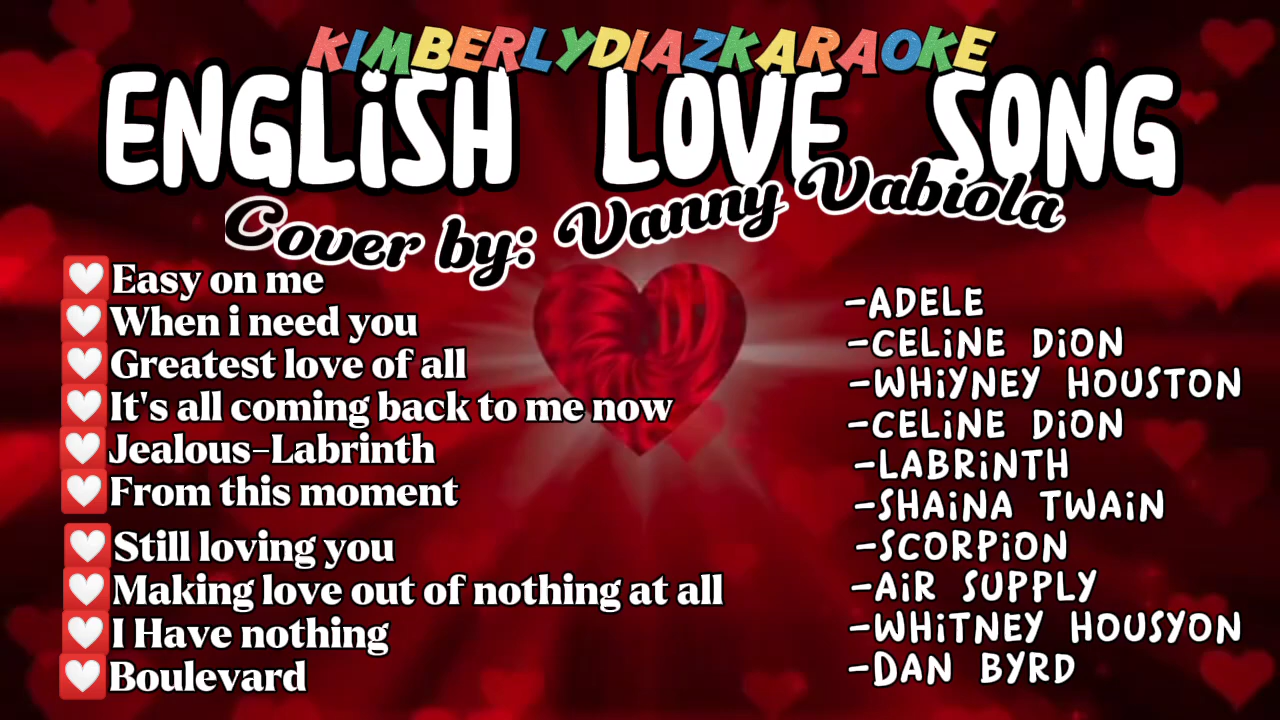 KIMBERLYDIAZKARAOKE
ENGLiSH LOVE SONG
Cover by: Vanny Vabiola
Easy on me
When i need you
Greatest love of all
It's all coming back to me now
Jealous-Labrinth
From this moment
Still loving you
Making love out of nothing at all
I Have nothing
Boulevard
-ADELE
-CELiNE DiON
-WHiYNEY HOUSTON
-CELiNE DiON
-LABRiNTH
-SHAiNA TWAiN
-SCORPiON
-AiR SUPPLY
-WHiTNEY HOUSYON
-DAN BYRD